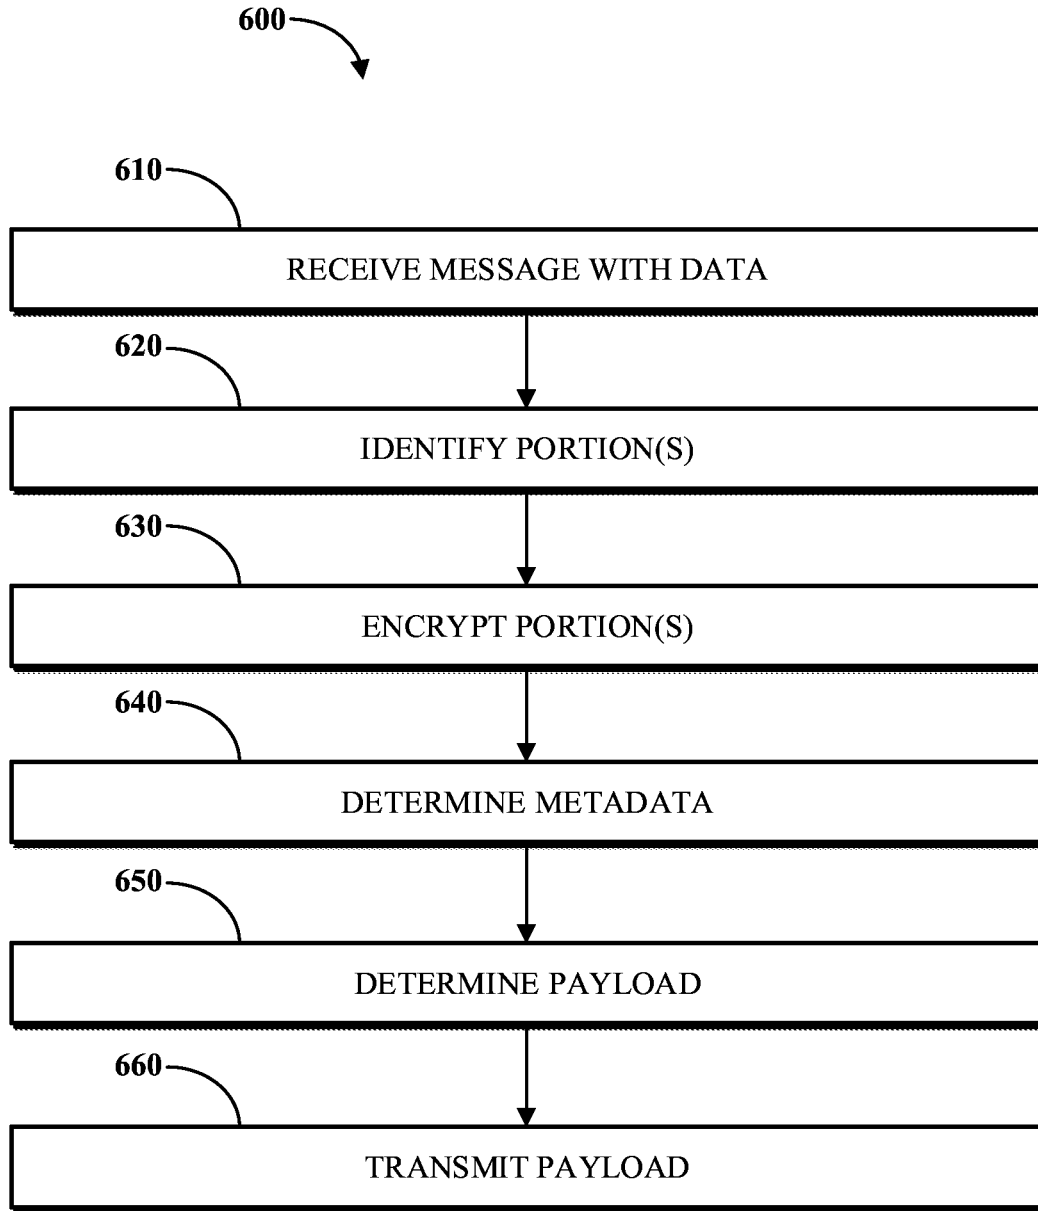 600
610
RECEIVE MESSAGE WITH DATA
620
IDENTIFY PORTION(S)
630
ENCRYPT PORTION(S)
640
DETERMINE METADATA
650
DETERMINE PAYLOAD
660
TRANSMIT PAYLOAD